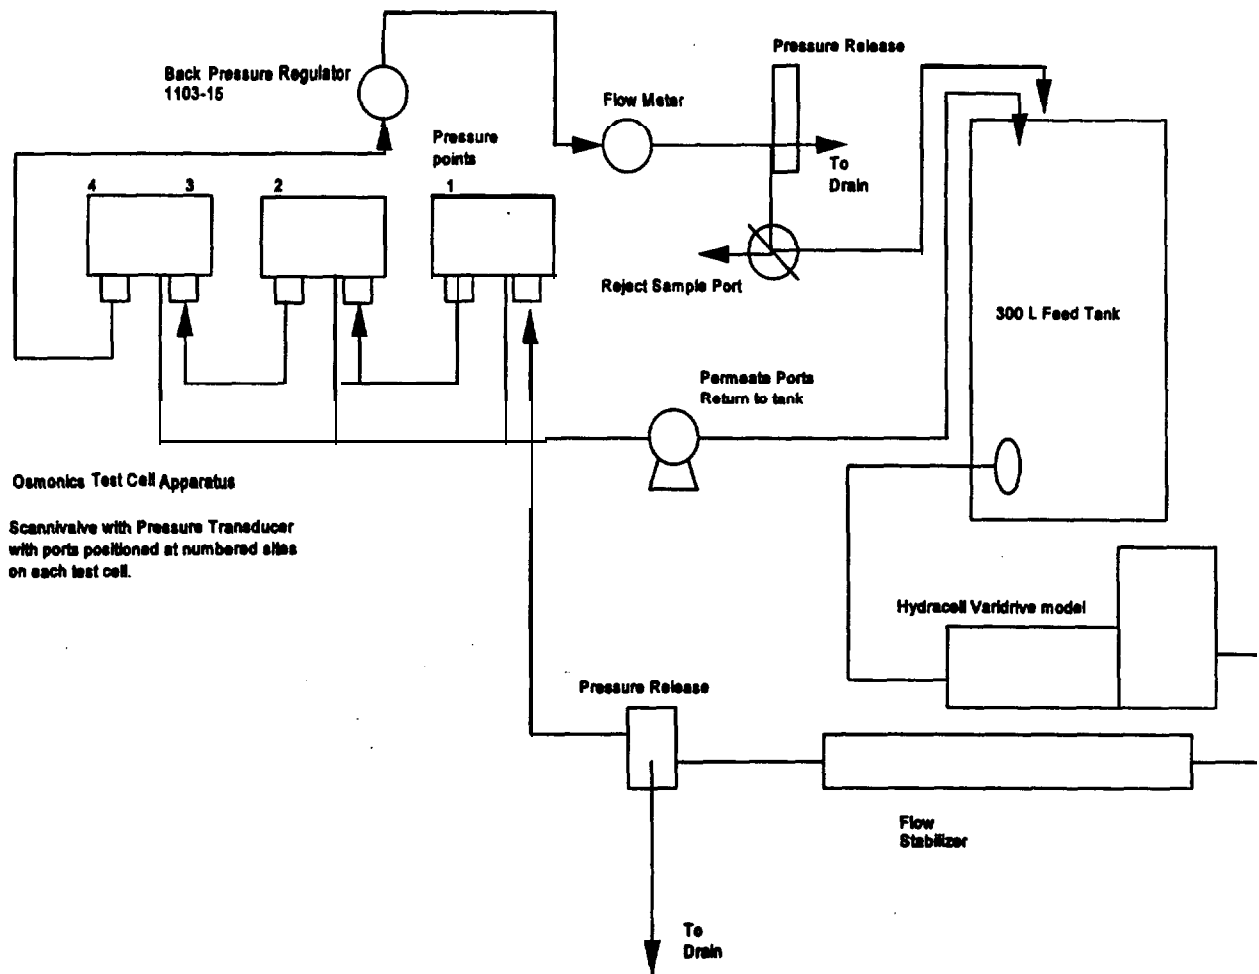 Pressure Release
Back Pressure Regulator
1103-15
Flow Meter
Pressure
points
To
Drain
4
3
2
1
Reject Sample Port
300 L Feed Tank
Permeate Ports
Return to tank
Osmonics Test Cell Apparatus
Scannivalve with Pressure Transducer
with ports positioned at numbered sites
on each test cell.
Hydracell Varidrive model
Pressure Release
Flow
Stabilizer
To
Drain